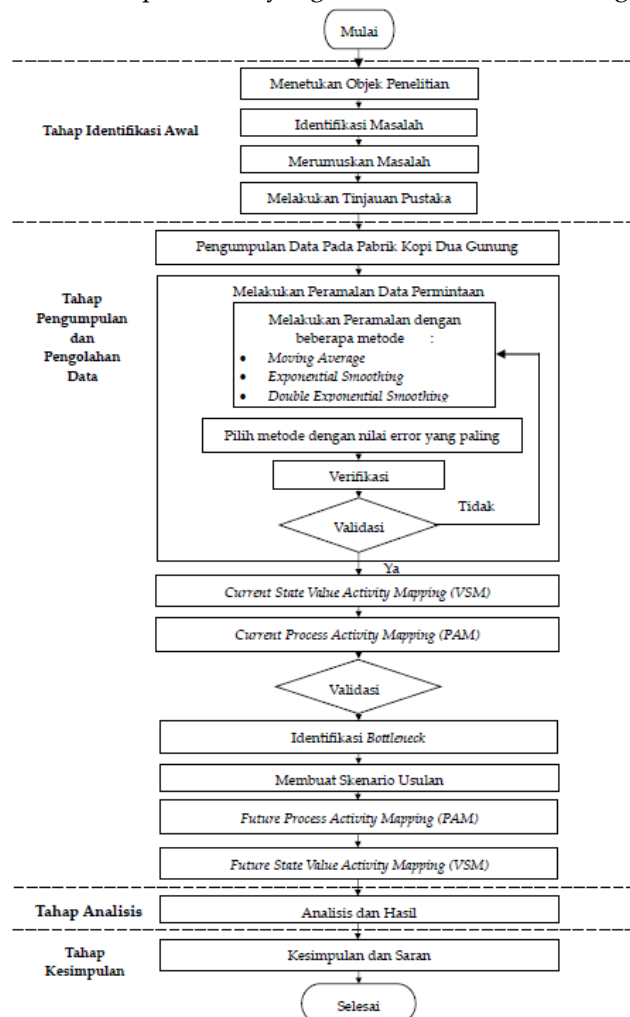 Mulai
Menetukan Objek Penelitian
Tahap Identifikasi Awal
Identifikasi Masalah
Merumuskan Masalah
Melakukan Tinjauan Pustaka
Pengumpulan Data Pada Pabrik Kopi Dua Gunung
Tahap
Pengumpulan
dan
Pengolahan
Data
Melakukan Peramalan Data Permintaan
Melakukan Peramalan dengan
beberapa metode :
• Moving Average
• Exponential Smoothing
• Double Exponential Smoothing
Pilih metode dengan nilai error yang paling
Verifikasi
Validasi
Tidak
Ya
Current State Value Activity Mapping (VSM)
Current Process Activity Mapping (PAM)
Validasi
Identifikasi Bottleneck
Membuat Skenario Usulan
Future Process Activity Mapping (PAM)
Future State Value Activity Mapping (VSM)
Tahap Analisis
Analisis dan Hasil
Tahap
Kesimpulan
Kesimpulan dan Saran
Selesai